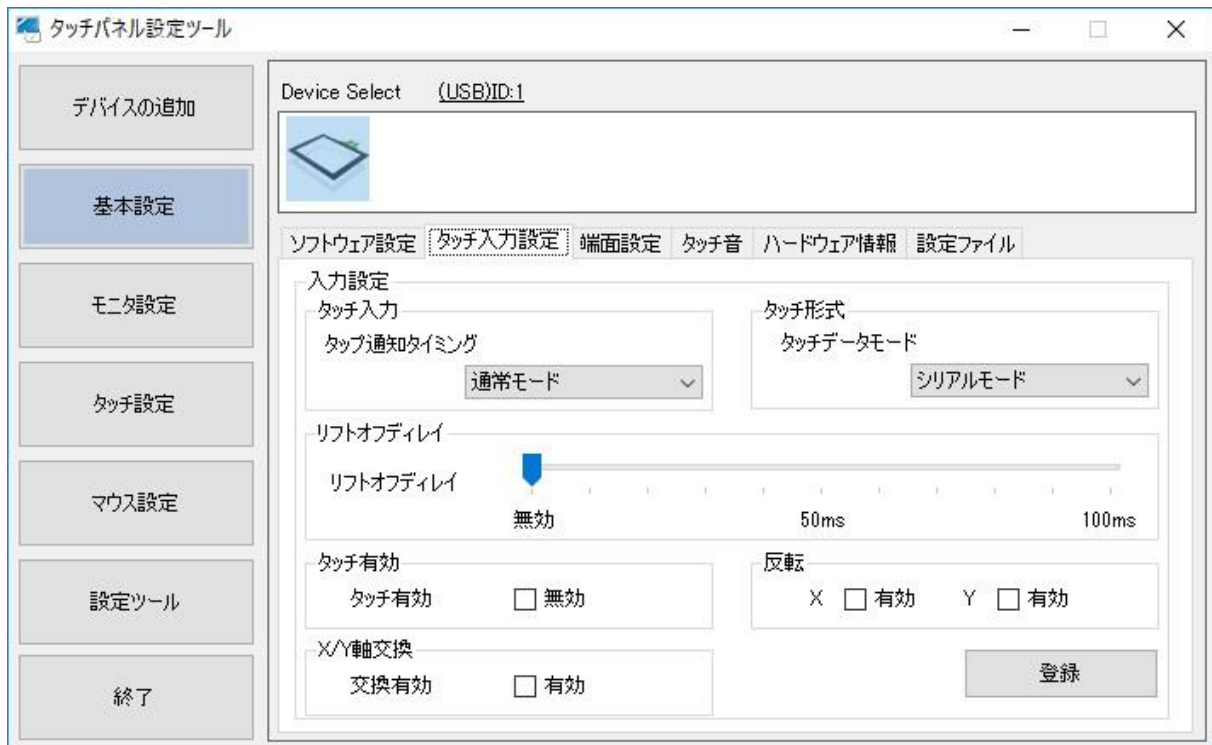 タッチパネル設定ツール
デバイスの追加
基本設定
モニタ設定
タッチ設定
マウス設定
設定ツール
終了
Device Select (USB)ID:1
ソフトウェア設定 タッチ入力設定 端面設定 タッチ音 ハードウェア情報 設定ファイル
入力設定
タッチ入力
タップ通知タイミング
通常モード
タッチ形式
タッチデータモード
シリアルモード
リフトオフディレイ
リフトオフディレイ
無効 50ms 100ms
タッチ有効
タッチ有効 無効
反転
X 有効 Y 有効
X/Y軸交換
交換有効 有効
登録